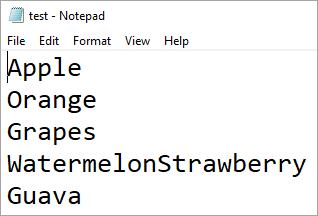 test - Notepad
File Edit Format View Help
Apple
Orange
Grapes
WatermelonStrawberry
Guava